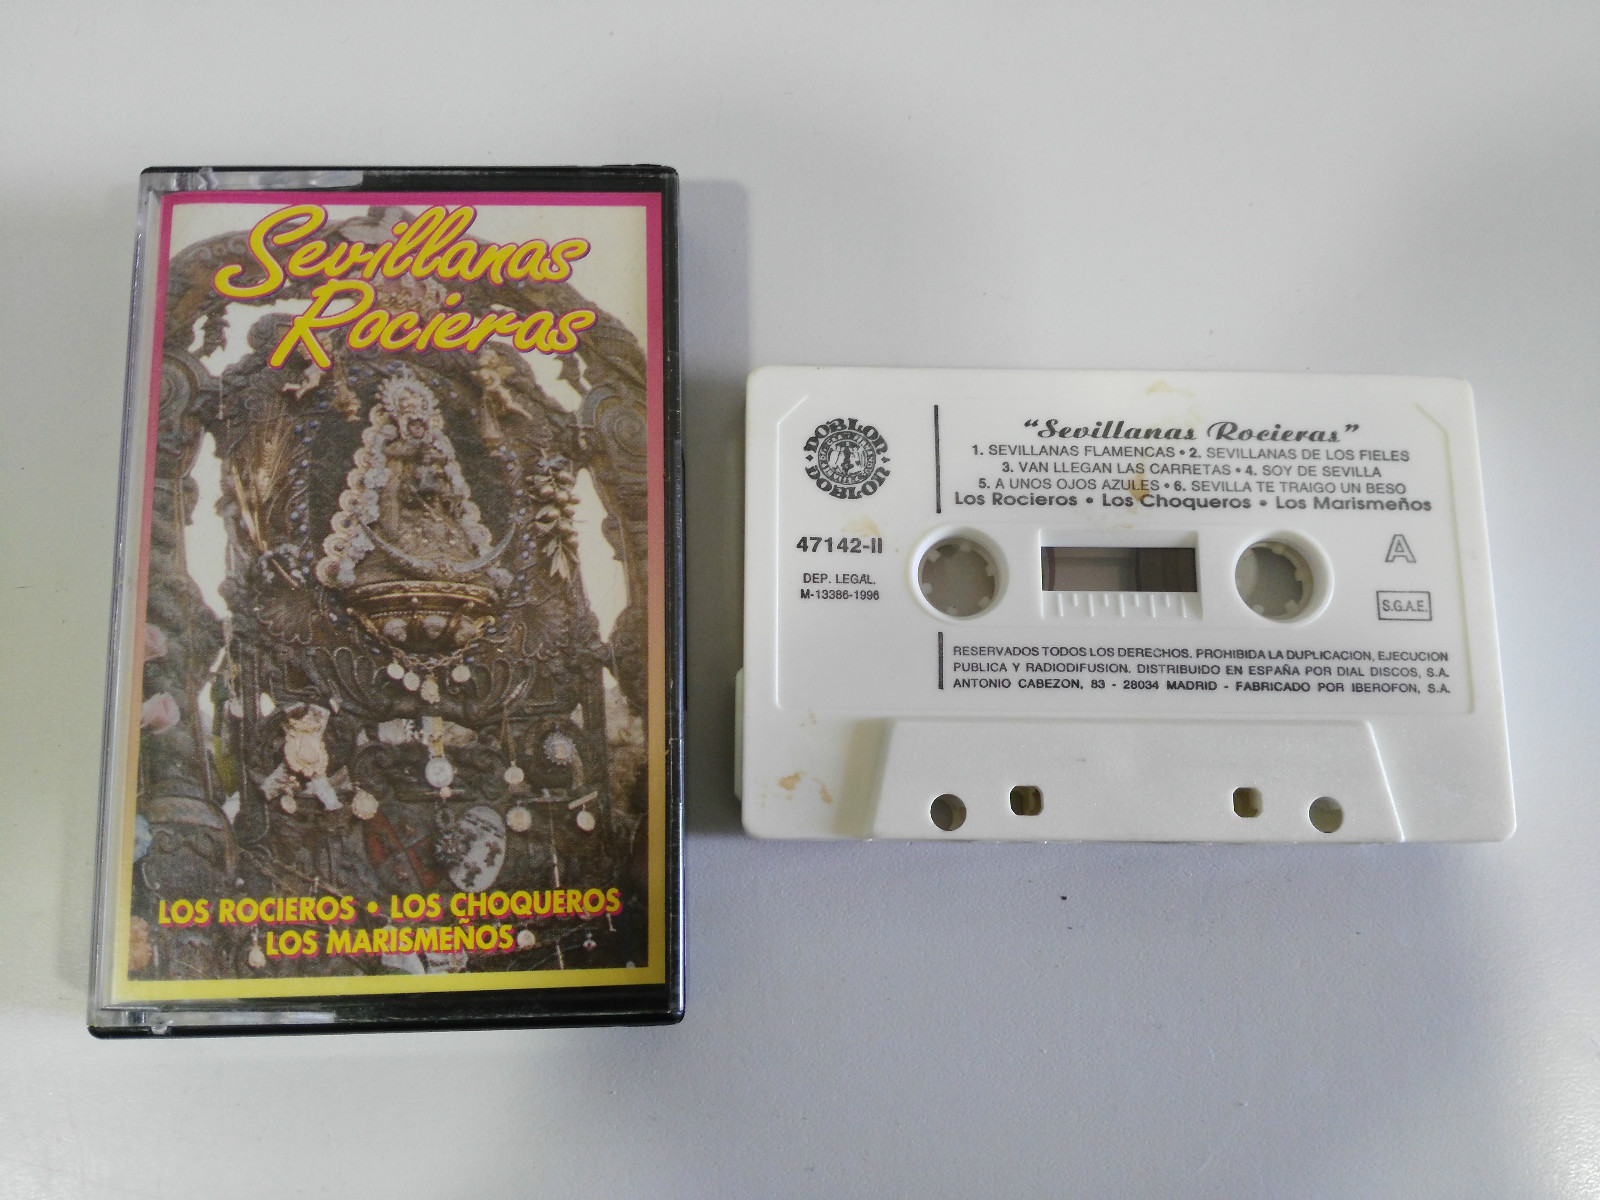 Sevillanas
Rocieras
LOS ROCIEROS • LOS CHOQUEROS
LOS MARISMEÑOS
DOBLON
DOBLON
"Sevillanas Rocieras"
1. SEVILLANAS FLAMENCAS • 2. SEVILLANAS DE LOS FIELES
3. VAN LLEGAN LAS CARRETAS • 4. SOY DE SEVILLA
5. A UNOS OJOS AZULES • 6. SEVILLA TE TRAIGO UN BESO
Los Rocieros • Los Choqueros • Los Marismeños
47142-II
A
DEP. LEGAL.
M-13386-1996
S.G.A.E.
RESERVADOS TODOS LOS DERECHOS. PROHIBIDA LA DUPLICACION, EJECUCION
PUBLICA Y RADIODIFUSION. DISTRIBUIDO EN ESPAÑA POR DIAL DISCOS, S.A.
ANTONIO CABEZON, 83 - 28034 MADRID - FABRICADO POR IBEROFON, S.A.